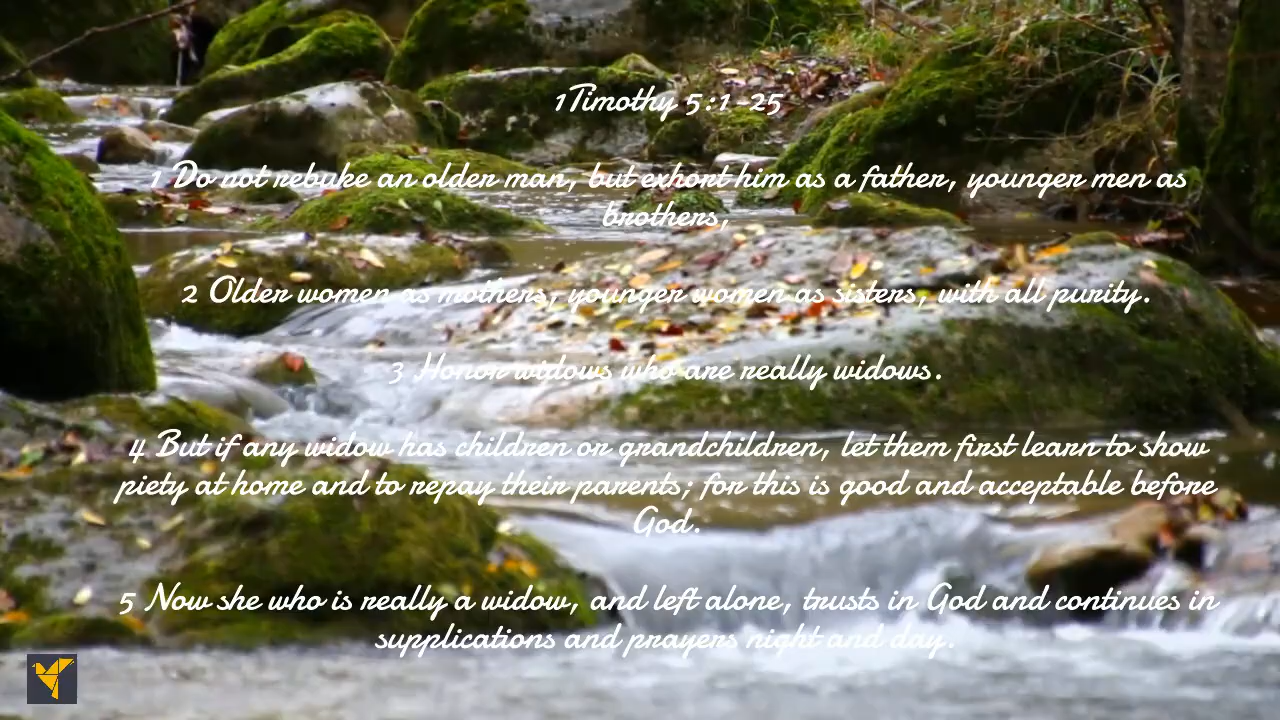 1 Timothy 5:1-25
1 Do not rebuke an older man, but exhort him as a father, younger men as
brothers,
2 Older women as mothers, younger women as sisters, with all purity.
3 Honor widows who are really widows.
4 But if any widow has children or grandchildren, let them first learn to show
piety at home and to repay their parents; for this is good and acceptable before
God.
5 Now she who is really a widow, and left alone, trusts in God and continues in
supplications and prayers night and day.